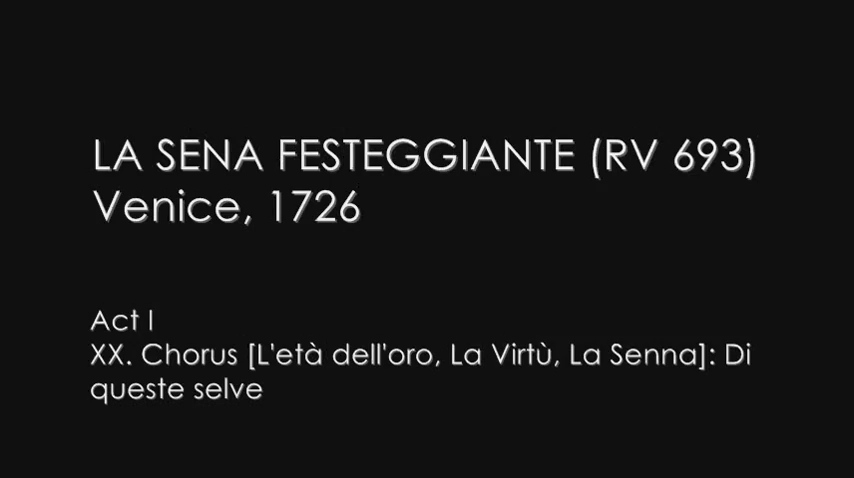 LA SENA FESTEGGIANTE (RV 693)
Venice, 1726
Act I
XX. Chorus [L'età dell'oro, La Virtù, La Senna]: Di
queste selve